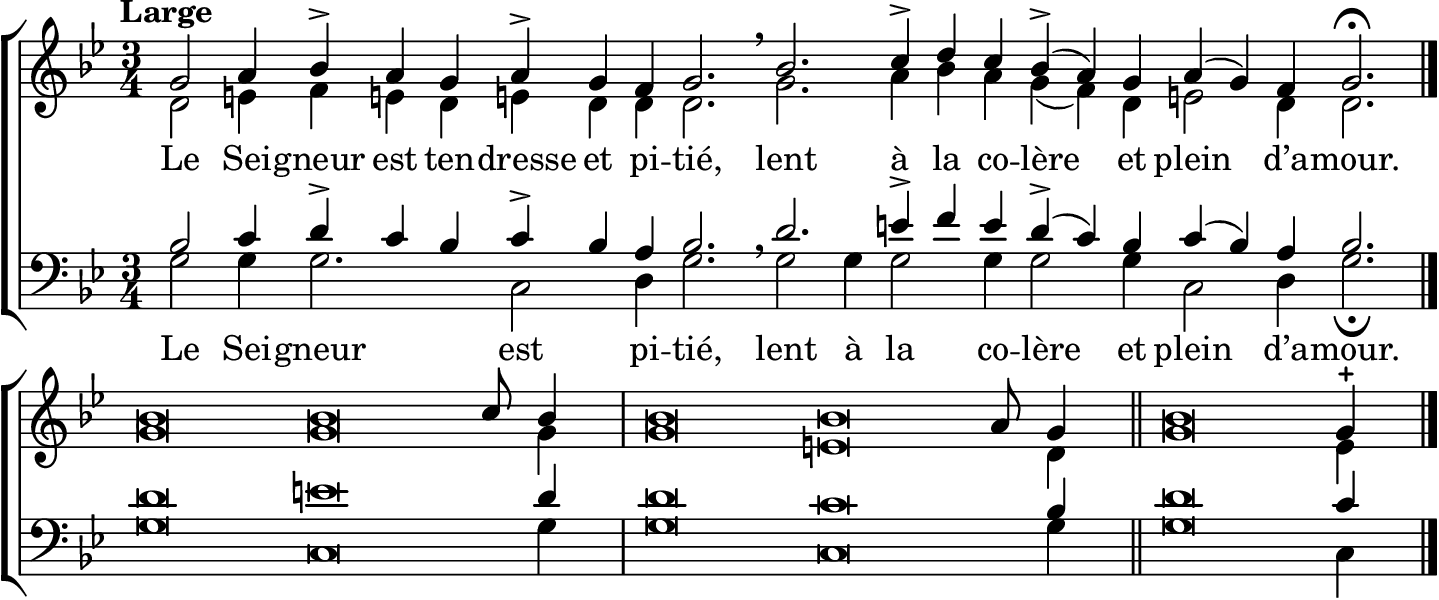 Large
Le Seigneur est tendresse et pi -- tié, lent à la co -- lère et plein d’amour.
Le Seigneur est pi -- tié, lent à la co -- lère et plein d’amour.